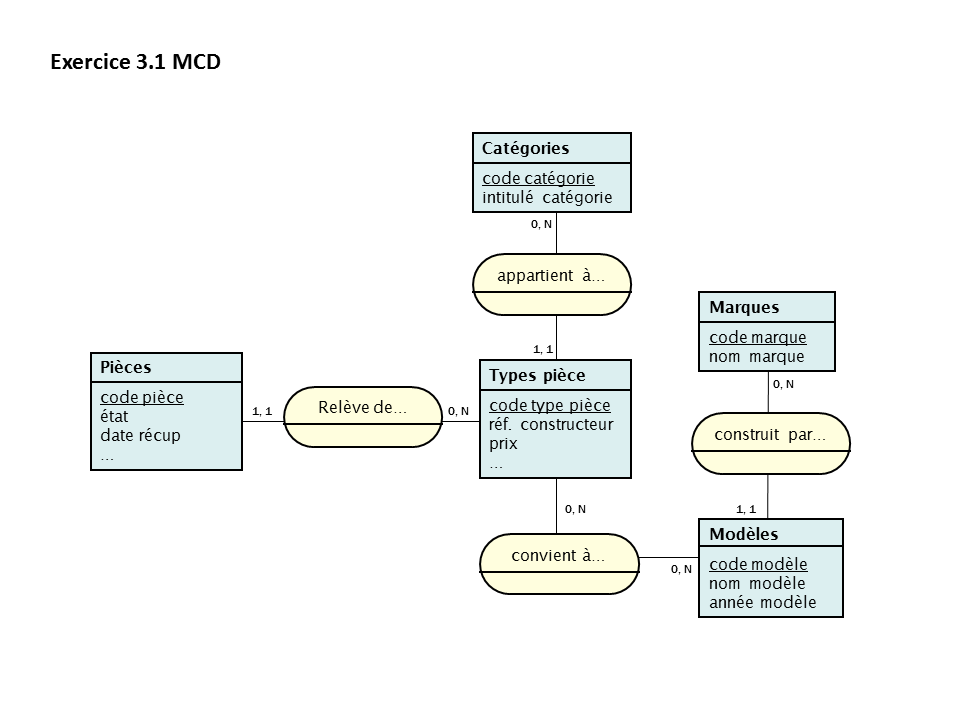 Exercice 3.1 MCD
Catégories
code catégorie
intitulé catégorie
0, N
appartient à...
1, 1
Marques
code marque
nom marque
0, N
construit par...
1, 1
Pièces
code pièce
état
date récup
...
1, 1
Relève de...
0, N
Types pièce
code type pièce
réf. constructeur
prix
...
0, N
convient à...
0, N
Modèles
code modèle
nom modèle
année modèle